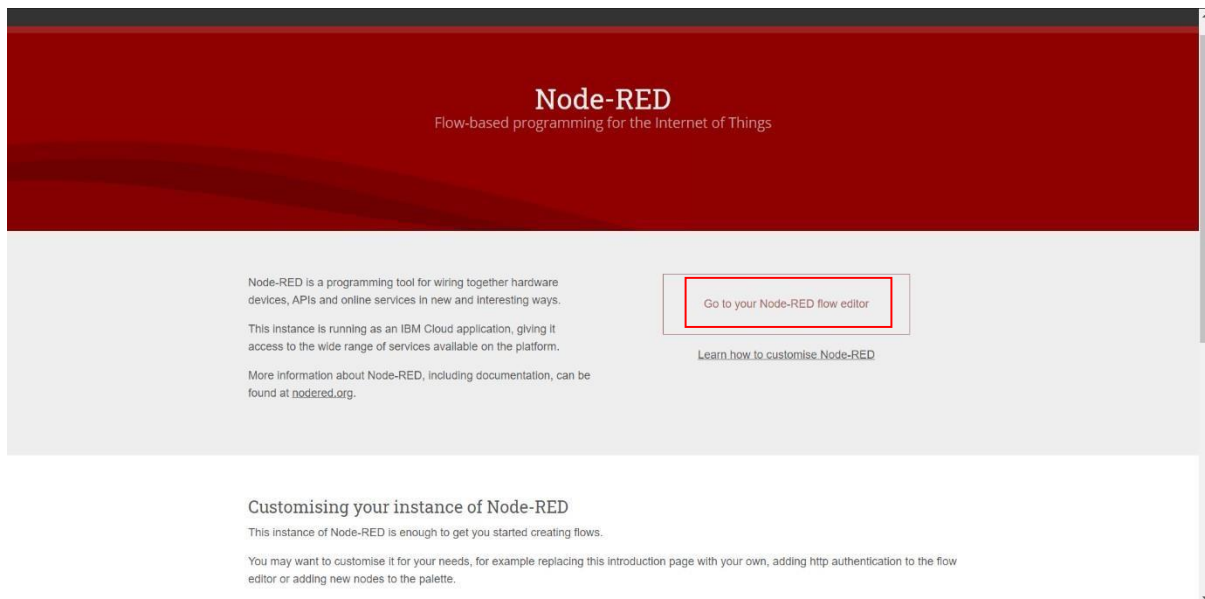 Node-RED
Flow-based programming for the Internet of Things
Node-RED is a programming tool for wiring together hardware
devices, APIs and online services in new and interesting ways.
This instance is running as an IBM Cloud application, giving it
access to the wide range of services available on the platform.
More information about Node-RED, including documentation, can be
found at nodered.org.
Go to your Node-RED flow editor
Learn how to customise Node-RED
Customising your instance of Node-RED
This instance of Node-RED is enough to get you started creating flows.
You may want to customise it for your needs, for example replacing this introduction page with your own, adding http authentication to the flow
editor or adding new nodes to the palette.